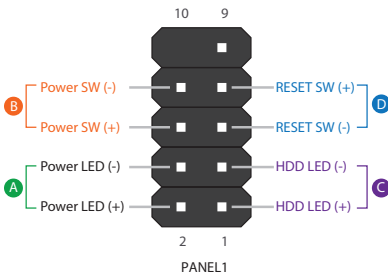 10 9
Power SW (-) RESET SW (+)
B D
Power SW (+) RESET SW (-)
Power LED (-) HDD LED (-)
A C
Power LED (+) HDD LED (+)
2 1
PANEL1